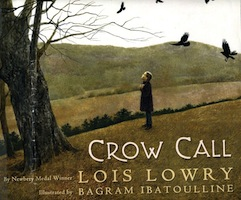 CROW CALL
By Newbery Medal Winner LOIS LOWRY
Illustrated by BAGRAM IBATOULLINE